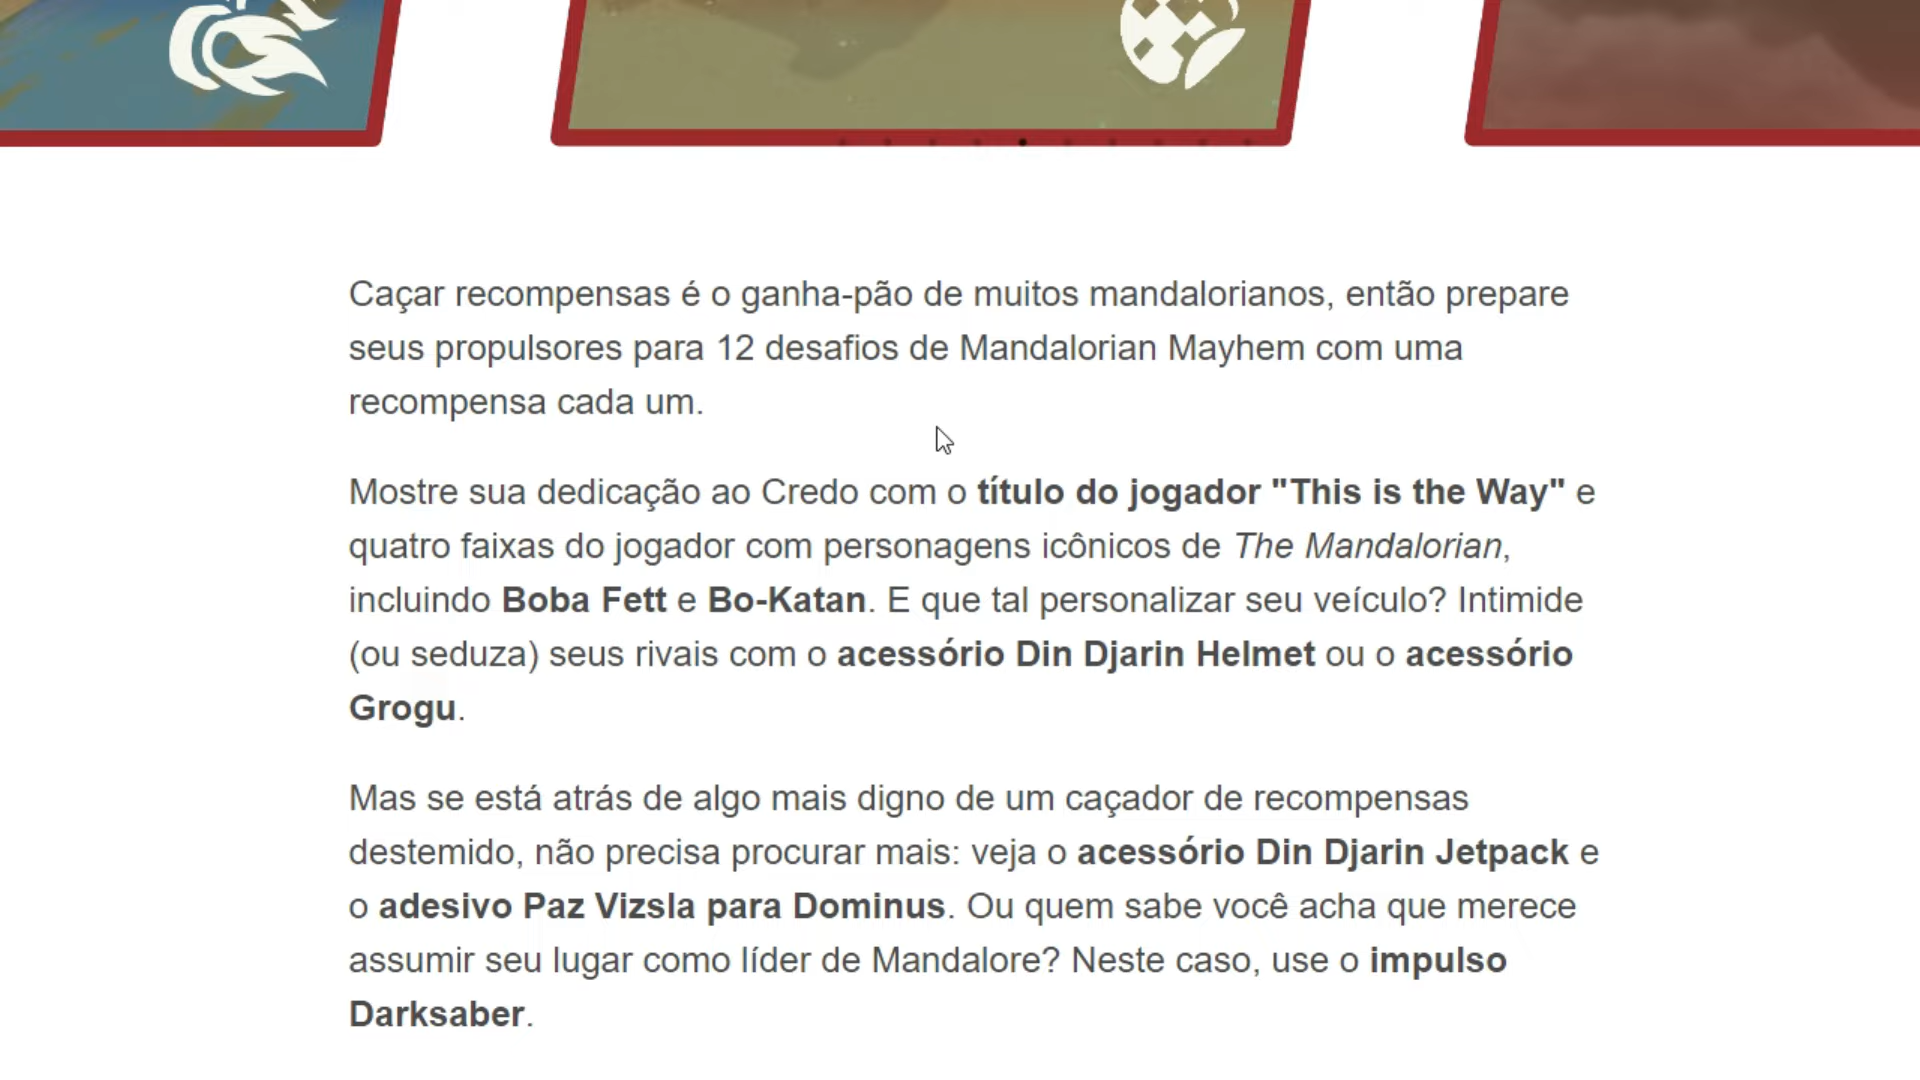 Caçar recompensas é o ganha-pão de muitos mandalorianos, então prepare
seus propulsores para 12 desafios de Mandalorian Mayhem com uma
recompensa cada um.
Mostre sua dedicação ao Credo com o título do jogador "This is the Way" e
quatro faixas do jogador com personagens icônicos de The Mandalorian,
incluindo Boba Fett e Bo-Katan. E que tal personalizar seu veículo? Intimide
(ou seduza) seus rivais com o acessório Din Djarin Helmet ou o acessório
Grogu.
Mas se está atrás de algo mais digno de um caçador de recompensas
destemido, não precisa procurar mais: veja o acessório Din Djarin Jetpack e
o adesivo Paz Vizsla para Dominus. Ou quem sabe você acha que merece
assumir seu lugar como líder de Mandalore? Neste caso, use o impulso
Darksaber.